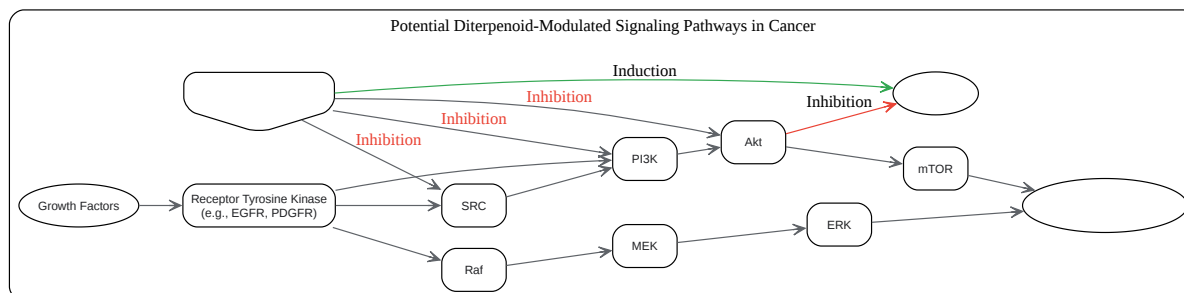 Potential Diterpenoid-Modulated Signaling Pathways in Cancer
Induction
Inhibition
Inhibition
Inhibition
Inhibition
Akt
PI3K
mTOR
Growth Factors
Receptor Tyrosine Kinase
(e.g., EGFR, PDGFR)
SRC
ERK
MEK
Raf